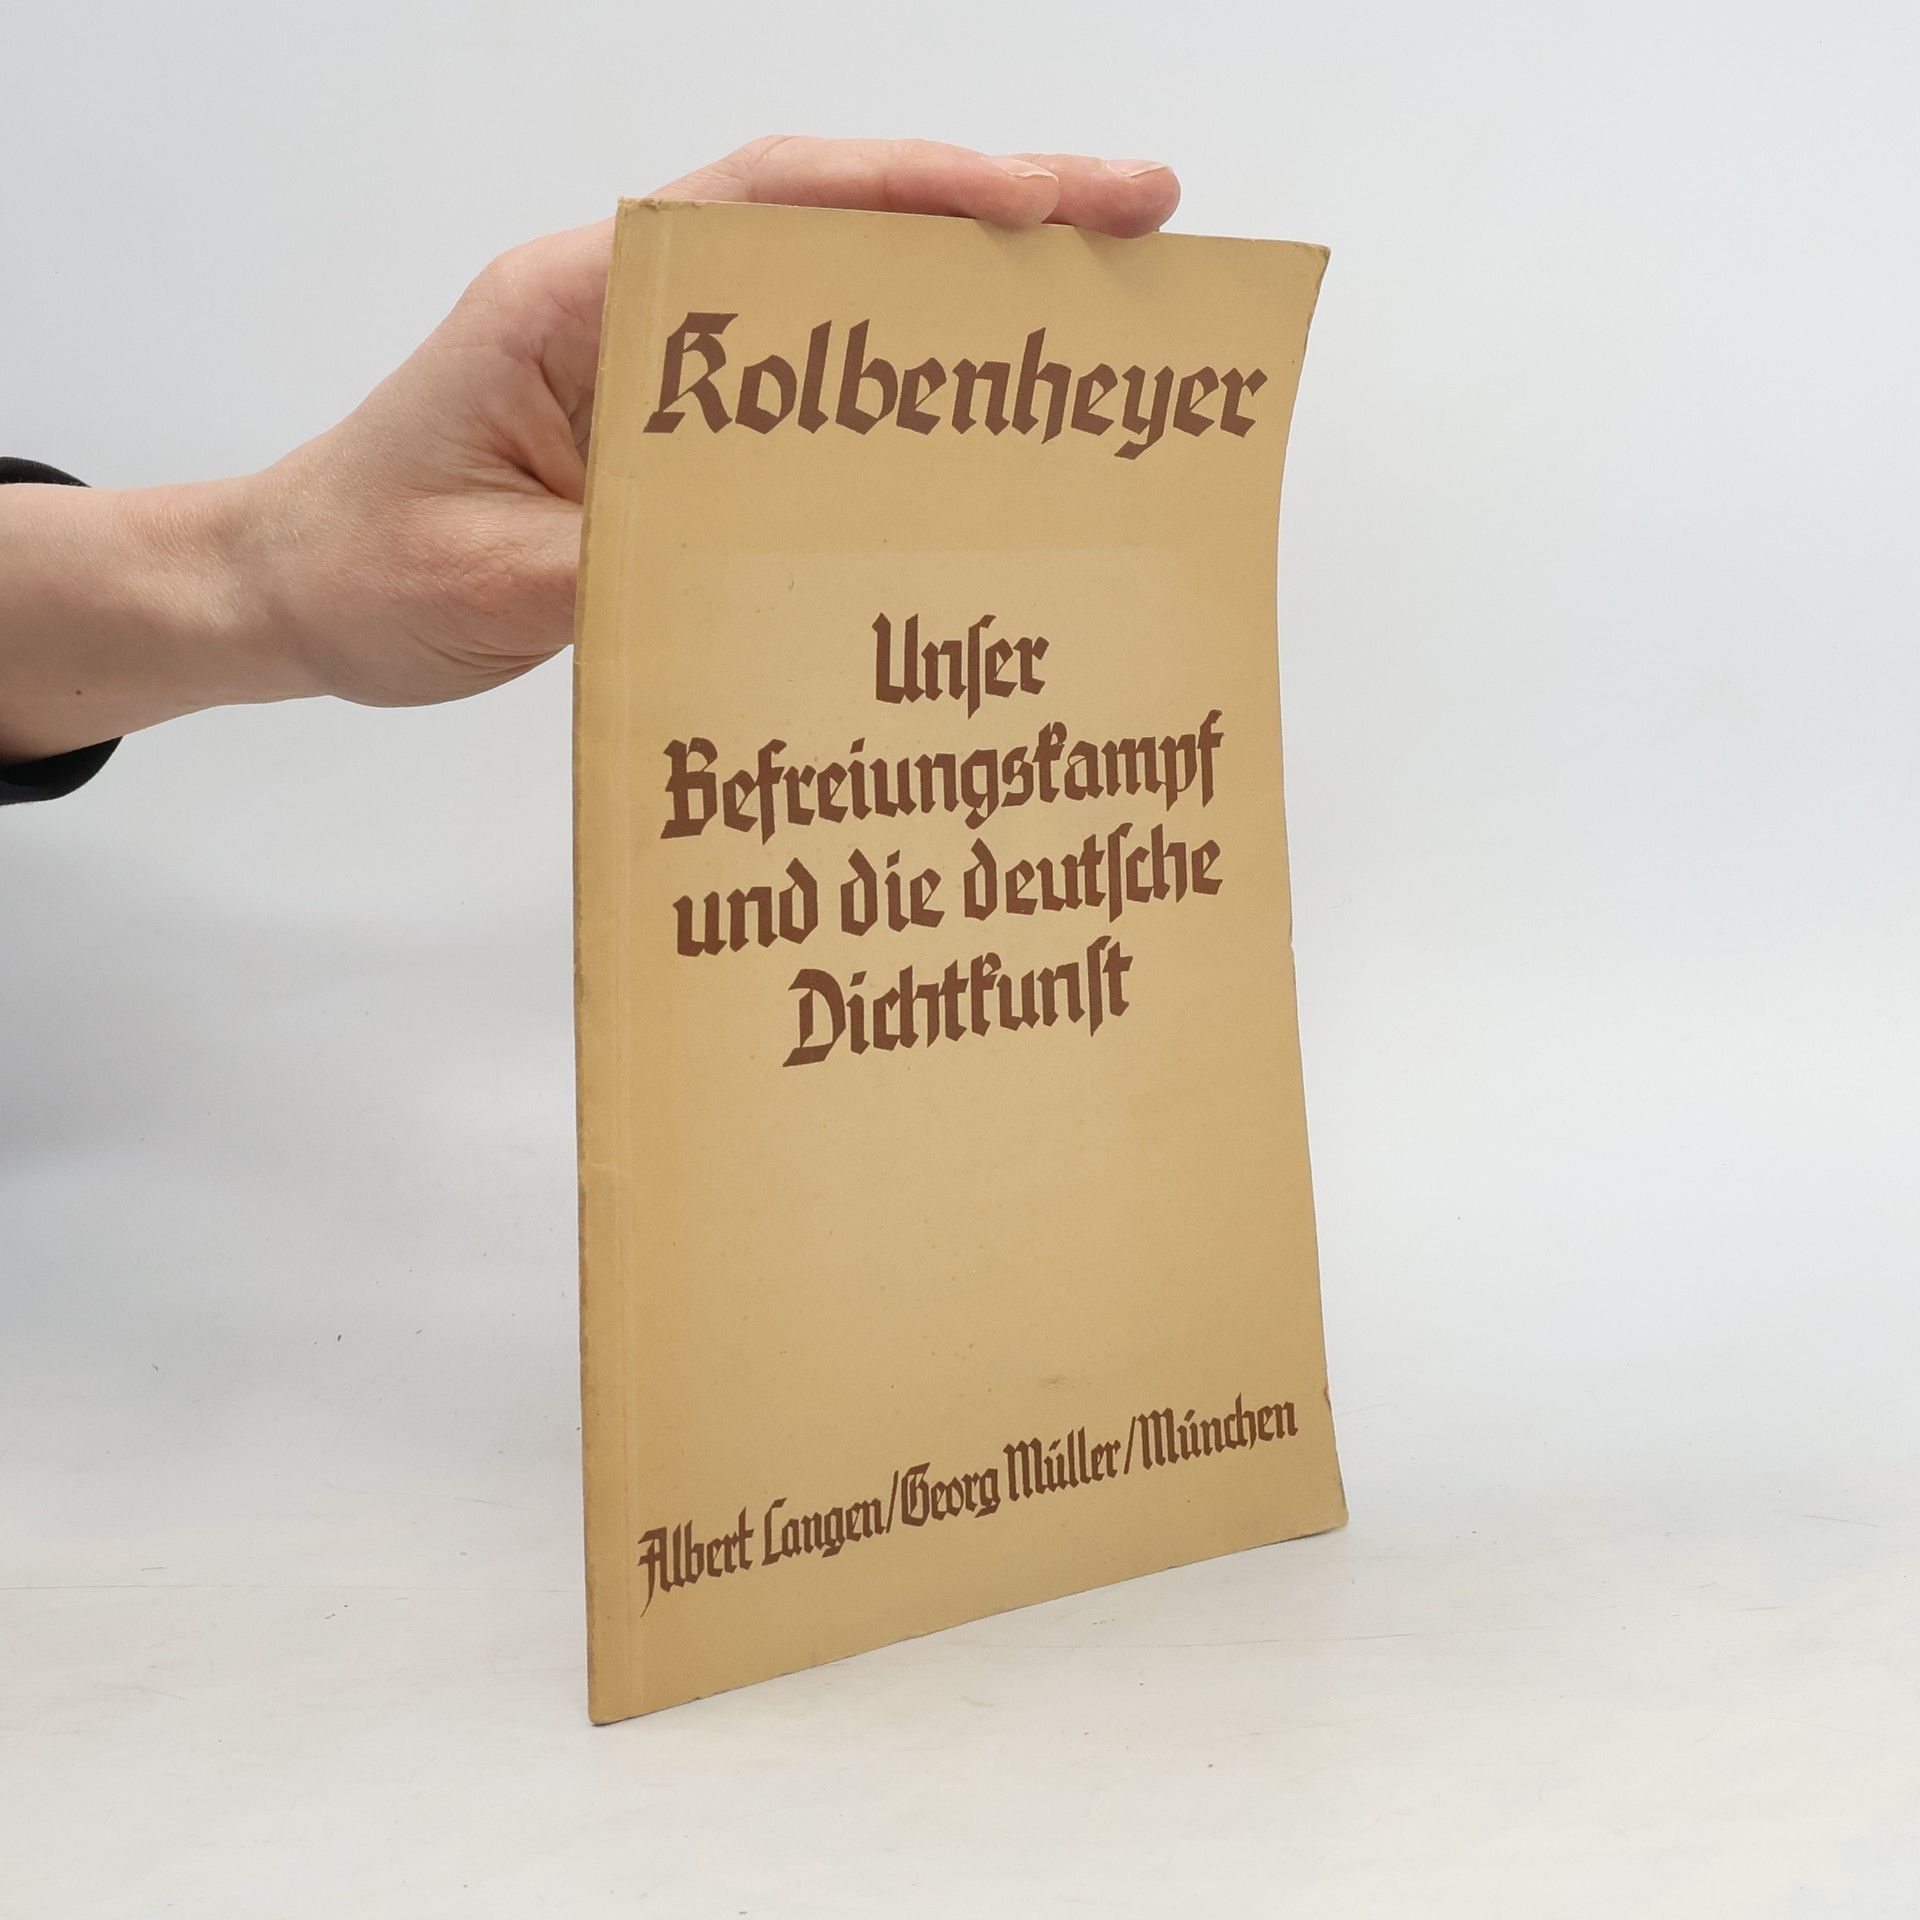 Kolbenheyer
Unſer
Befreiungskampf
und die deutſche
Dichtkunſt
Albert Langen/Georg Müller/München